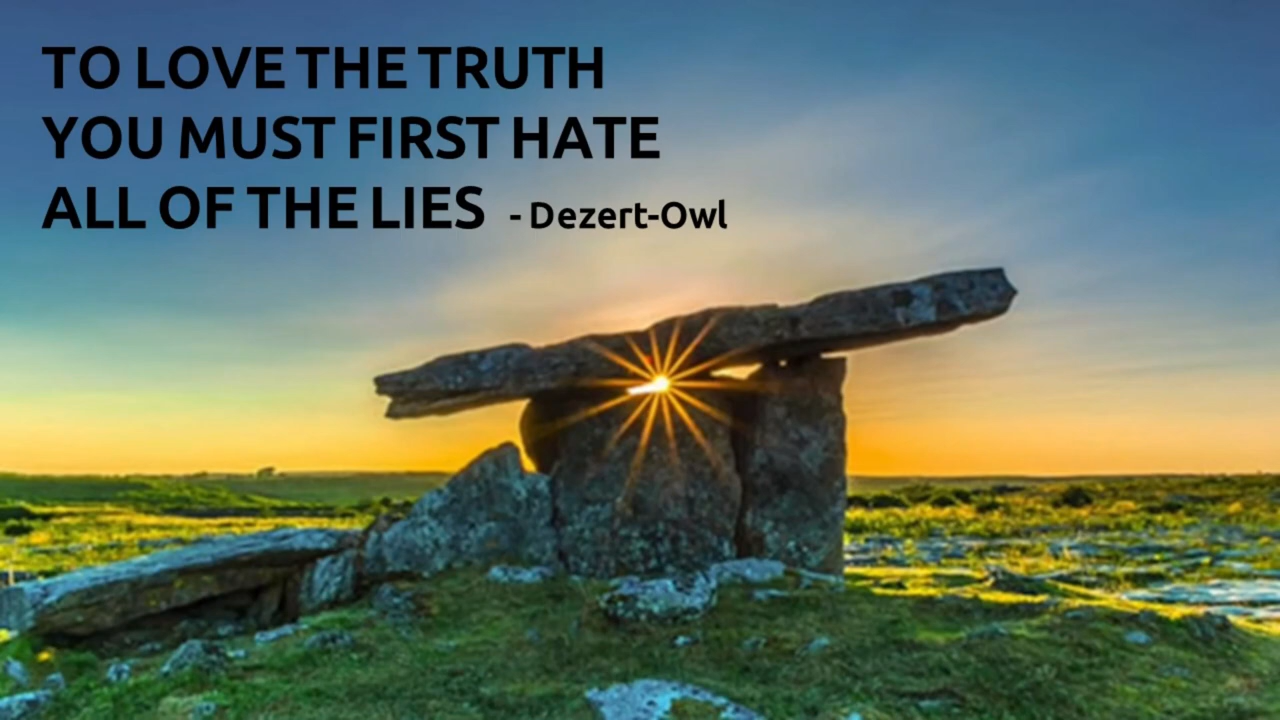 TO LOVE THE TRUTH
YOU MUST FIRST HATE
ALL OF THE LIES - Dezert-Owl